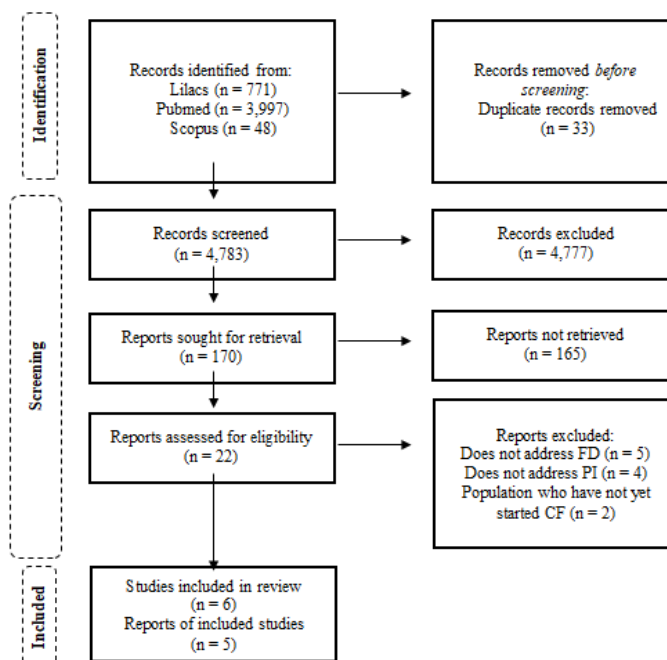 Identification
Records identified from:
Lilacs (n = 771)
Pubmed (n = 3,997)
Scopus (n = 48)
Records removed before
screening:
Duplicate records removed
(n = 33)
Screening
Records screened
(n = 4,783)
Records excluded
(n = 4,777)
Reports sought for retrieval
(n = 170)
Reports not retrieved
(n = 165)
Reports assessed for eligibility
(n = 22)
Reports excluded:
Does not address FD (n = 5)
Does not address PI (n = 4)
Population who have not yet
started CF (n = 2)
Included
Studies included in review
(n = 6)
Reports of included studies
(n = 5)